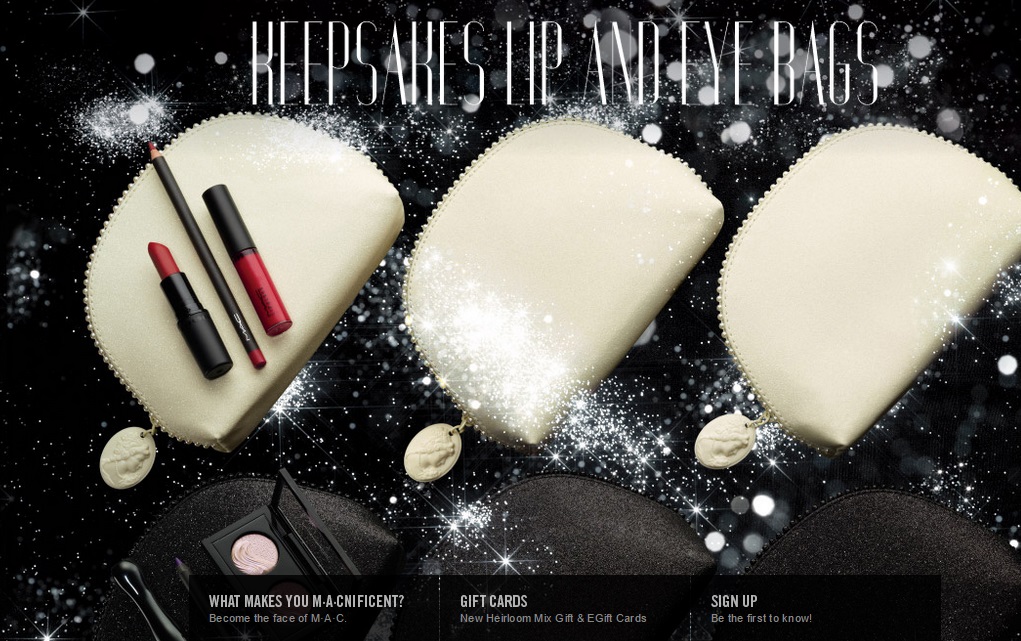 KEEPSAKES LIP AND EYE BAGS
MAC
WHAT MAKES YOU M·A·CNIFICENT?
Become the face of M·A·C.
GIFT CARDS
New Heirloom Mix Gift & EGift Cards
SIGN UP
Be the first to know!